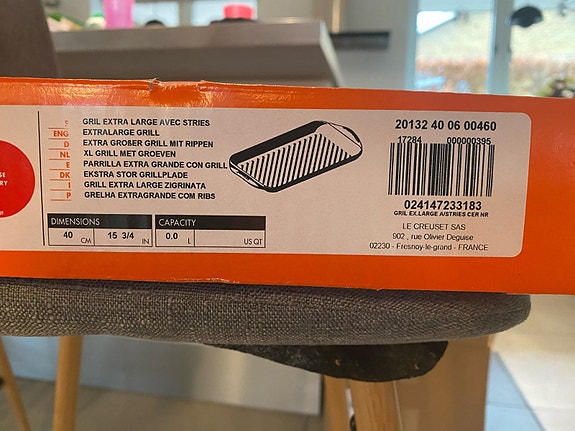 F GRIL EXTRA LARGE AVEC STRIES
ENG EXTRALARGE GRILL
D EXTRA GROßER GRILL MIT RIPPEN
NL XL GRILL MET GROEVEN
E PARRILLA EXTRA GRANDE CON GRILL
DK EKSTRA STOR GRILLPLADE
I GRILL EXTRA LARGE ZIGRINATA
P GRELHA EXTRAGRANDE COM RIBS
DIMENSIONS
40 CM 15 3/4 IN
CAPACITY
0.0 L US QT
20132 40 06 00460
17284 000000395
024147233183
GRIL EX.LARGE A/STRIES CER NR
LE CREUSET SAS
902 , rue Olivier Deguise
02230 - Fresnoy-le-grand - FRANCE